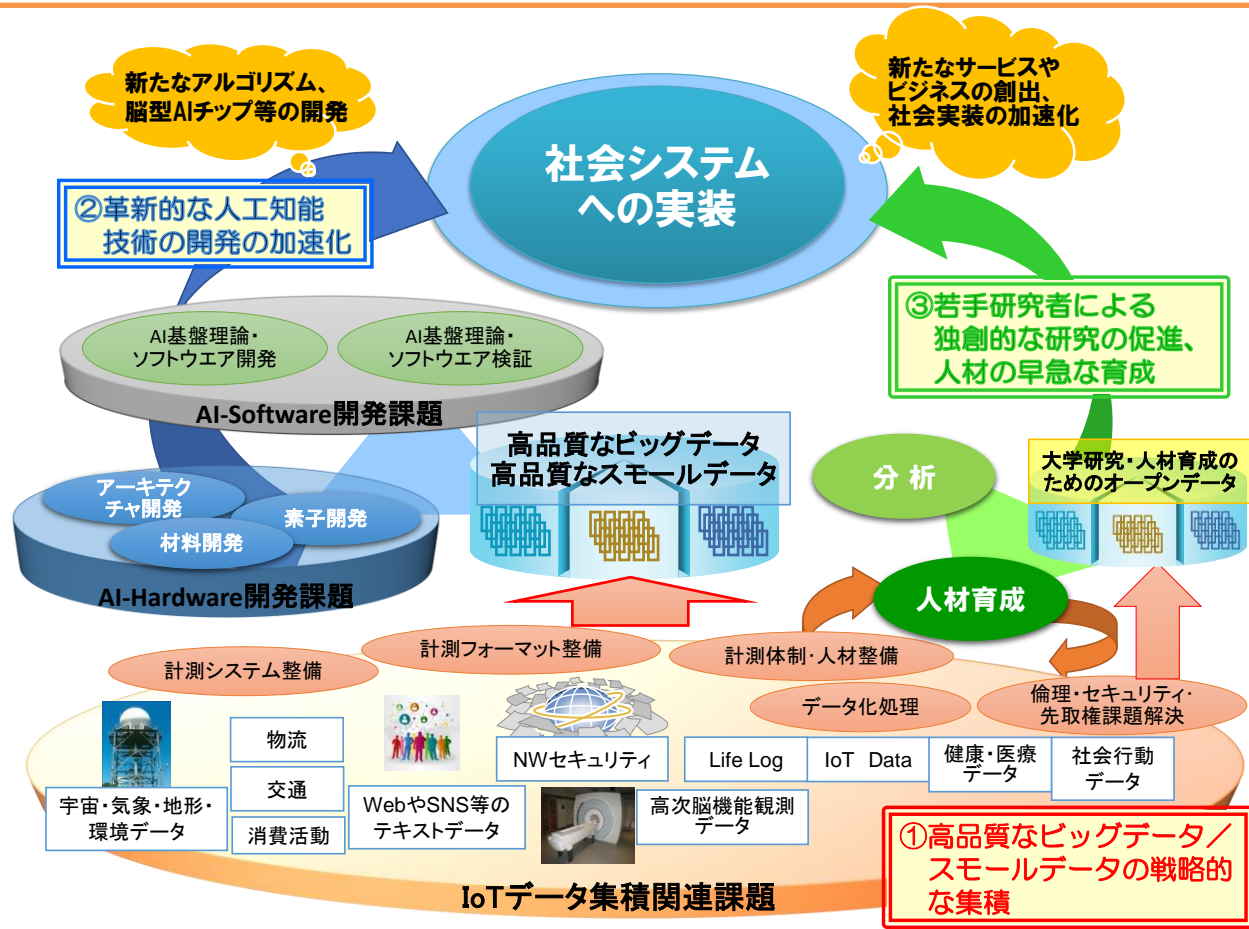 新たなアルゴリズム、
脳型AIチップ等の開発
新たなサービスや
ビジネスの創出、
社会実装の加速化
社会システム
への実装
②革新的な人工知能
技術の開発の加速化
③若手研究者による
独創的な研究の促進、
人材の早急な育成
AI基盤理論・
ソフトウエア開発
AI基盤理論・
ソフトウエア検証
AI-Software開発課題
高品質なビッグデータ
高品質なスモールデータ
分 析
大学研究・人材育成の
ためのオープンデータ
アーキテク
チャ開発
素子開発
材料開発
AI-Hardware開発課題
人材育成
計測システム整備
計測フォーマット整備
計測体制・人材整備
データ化処理
倫理・セキュリティ・
先取権課題解決
物流
交通
消費活動
宇宙・気象・地形・
環境データ
WebやSNS等の
テキストデータ
NWセキュリティ
高次脳機能観測
データ
Life Log
IoT Data
健康・医療
データ
社会行動
データ
①高品質なビッグデータ／
スモールデータの戦略的
な集積
IoTデータ集積関連課題